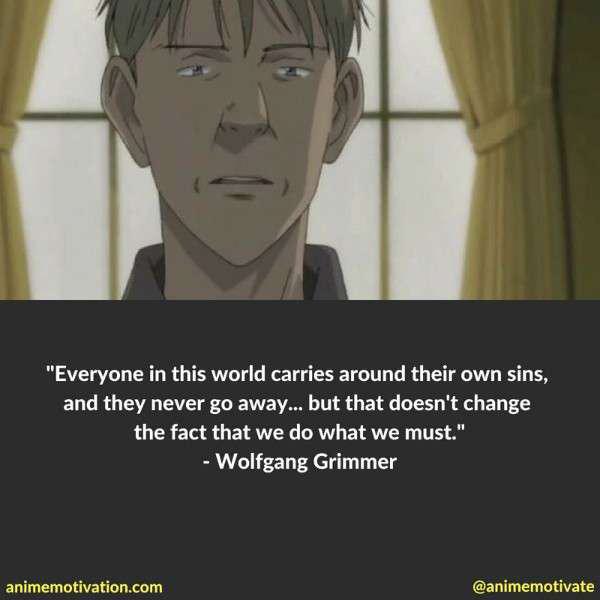 "Everyone in this world carries around their own sins,
and they never go away... but that doesn't change
the fact that we do what we must."
- Wolfgang Grimmer
animemotivation.com
@animemotivate